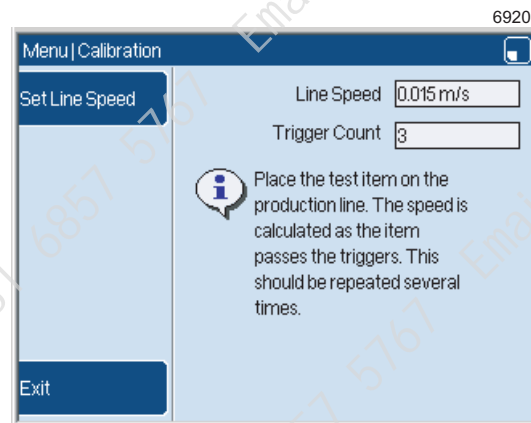 6920
Menu | Calibration
Set Line Speed
Line Speed 0.015 m/s
Trigger Count 3
Place the test item on the
production line. The speed is
calculated as the item
passes the triggers. This
should be repeated several
times.
Exit